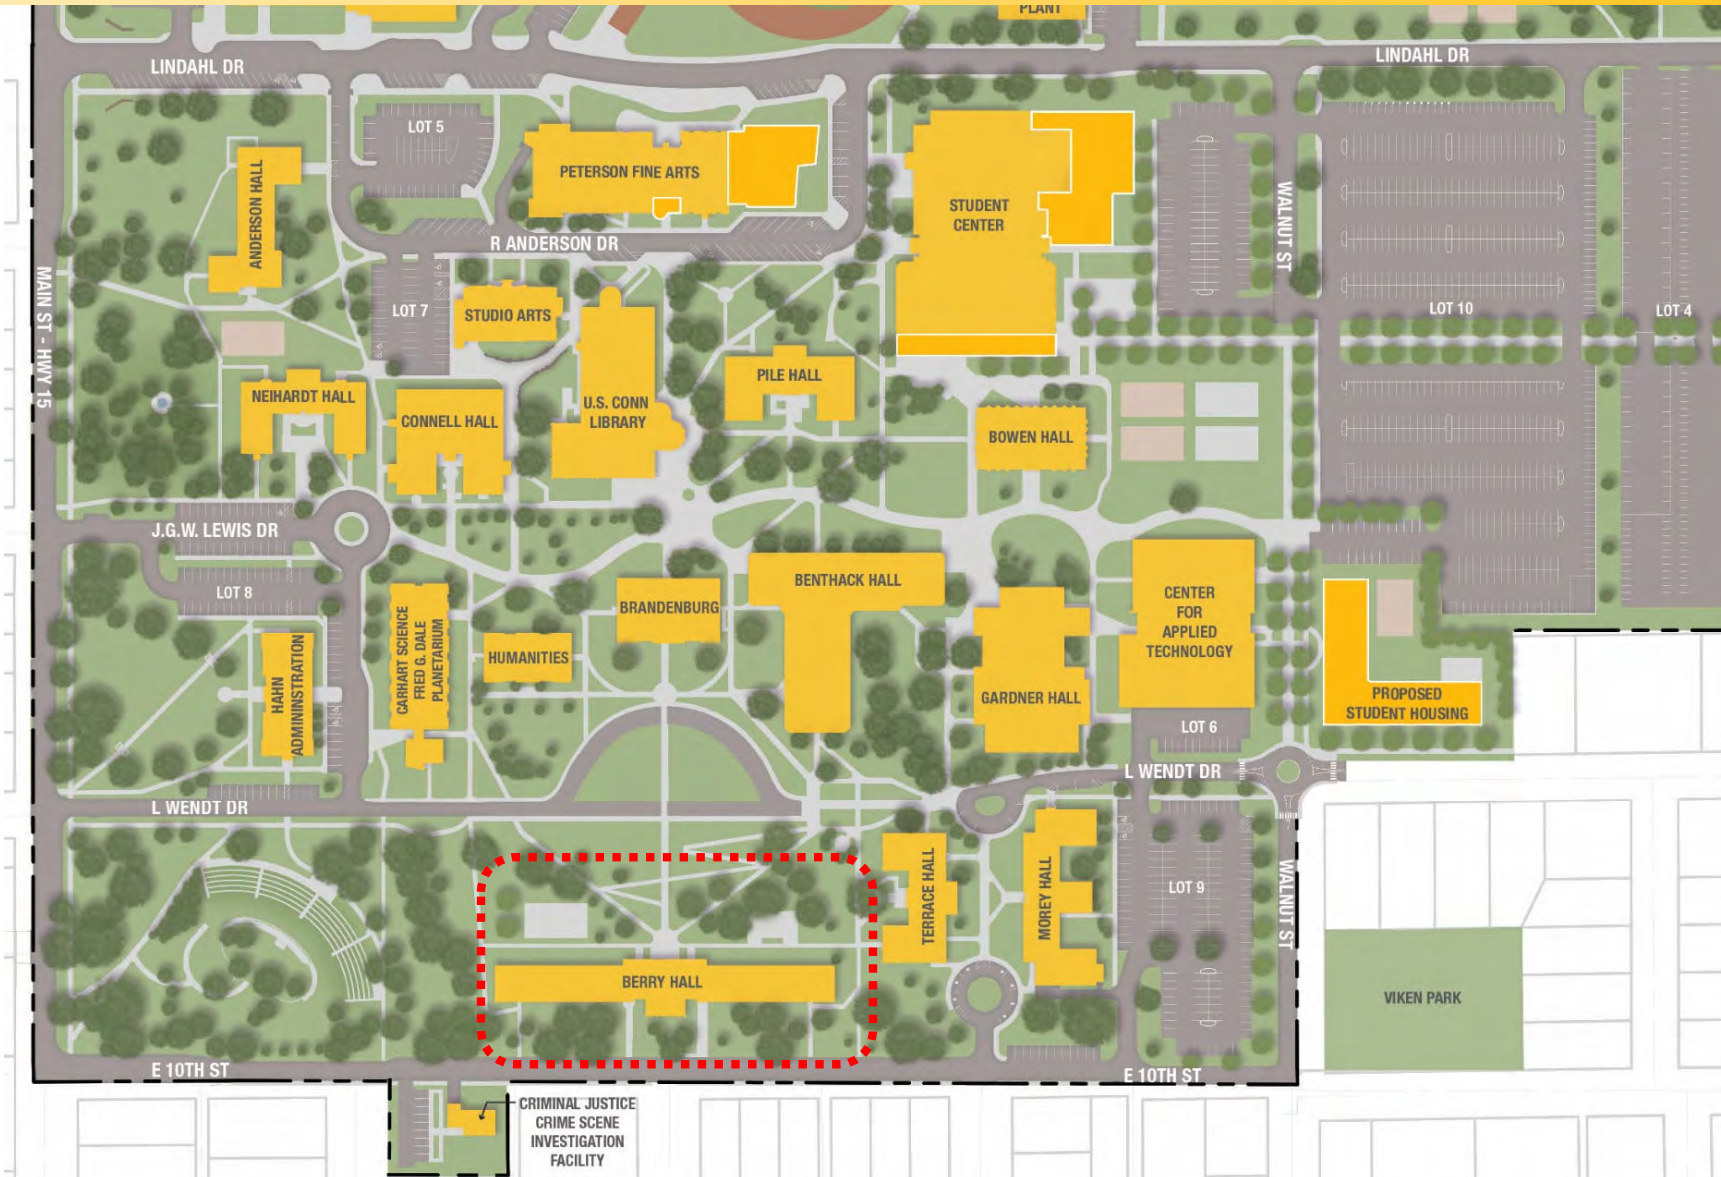 PLANT
LINDAHL DR
LINDAHL DR
LOT 5
PETERSON FINE ARTS
ANDERSON HALL
STUDENT
CENTER
WALNUT ST
R ANDERSON DR
MAIN ST - HWY 15
LOT 7
STUDIO ARTS
LOT 10
LOT 4
PILE HALL
NEIHARDT HALL
CONNELL HALL
U.S. CONN
LIBRARY
BOWEN HALL
J.G.W. LEWIS DR
LOT 8
BENTHACK HALL
BRANDENBURG
CENTER
FOR
APPLIED
TECHNOLOGY
CARHART SCIENCE
FRED G. DALE
PLANETARIUM
HUMANITIES
HAHN
ADMININSTRATION
GARDNER HALL
PROPOSED
STUDENT HOUSING
LOT 6
L WENDT DR
L WENDT DR
TERRACE HALL
MOREY HALL
LOT 9
WALNUT ST
BERRY HALL
VIKEN PARK
E 10TH ST
E 10TH ST
CRIMINAL JUSTICE
CRIME SCENE
INVESTIGATION
FACILITY